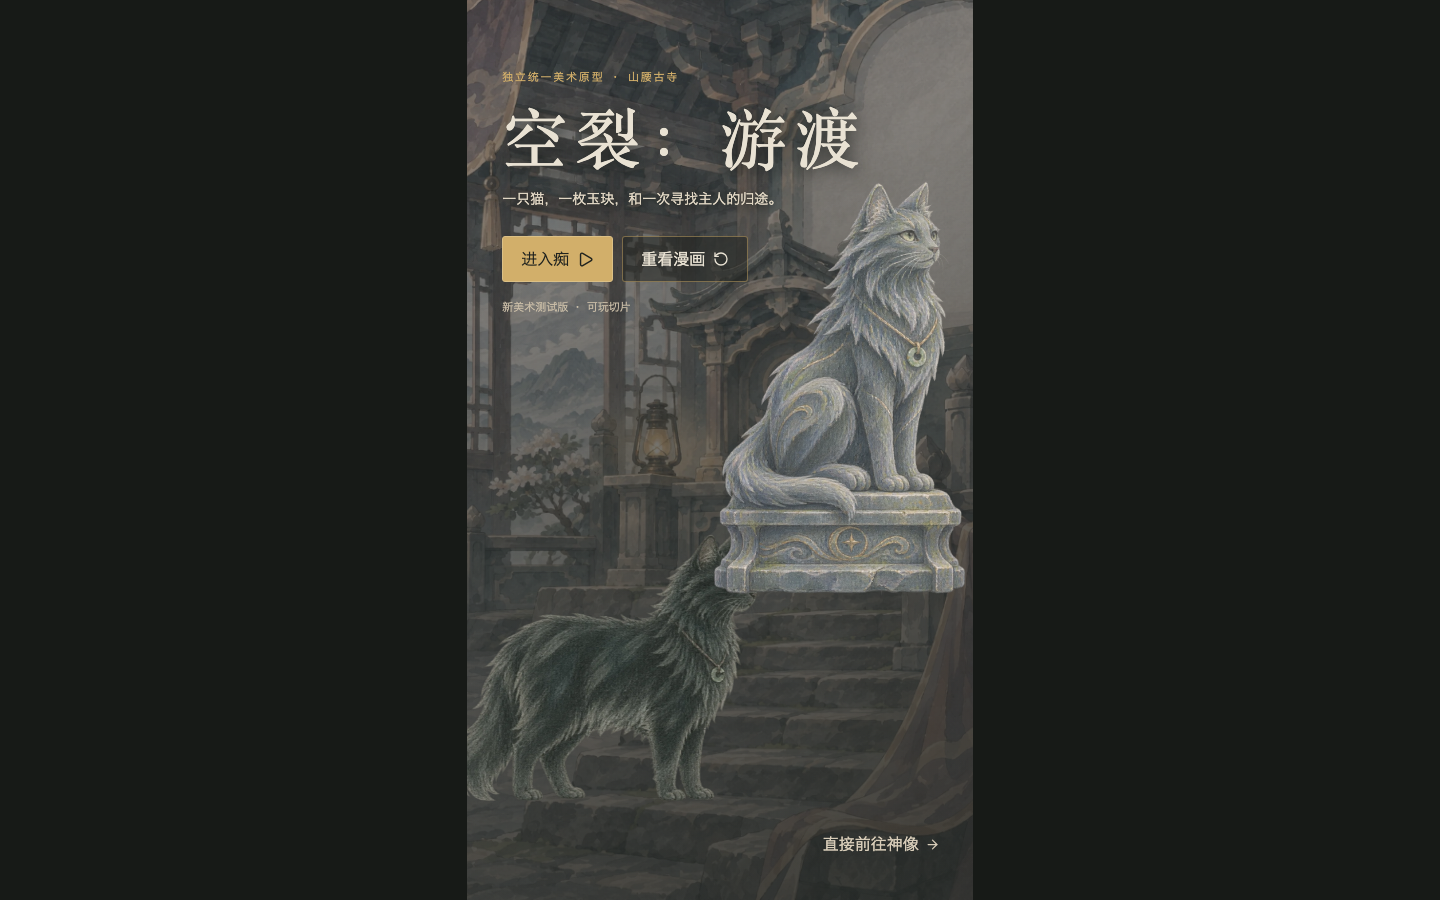 独立统一美术原型 · 山腰古寺
空裂：游渡
一只猫，一枚玉玦，和一次寻找主人的归途。
进入痴
重看漫画
新美术测试版 · 可玩切片
直接前往神像 →